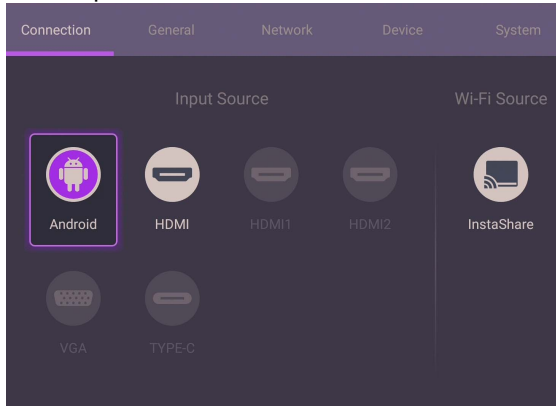 Connection General Network Device System
Input Source Wi-Fi Source
Android HDMI HDMI1 HDMI2 InstaShare
VGA TYPE-C